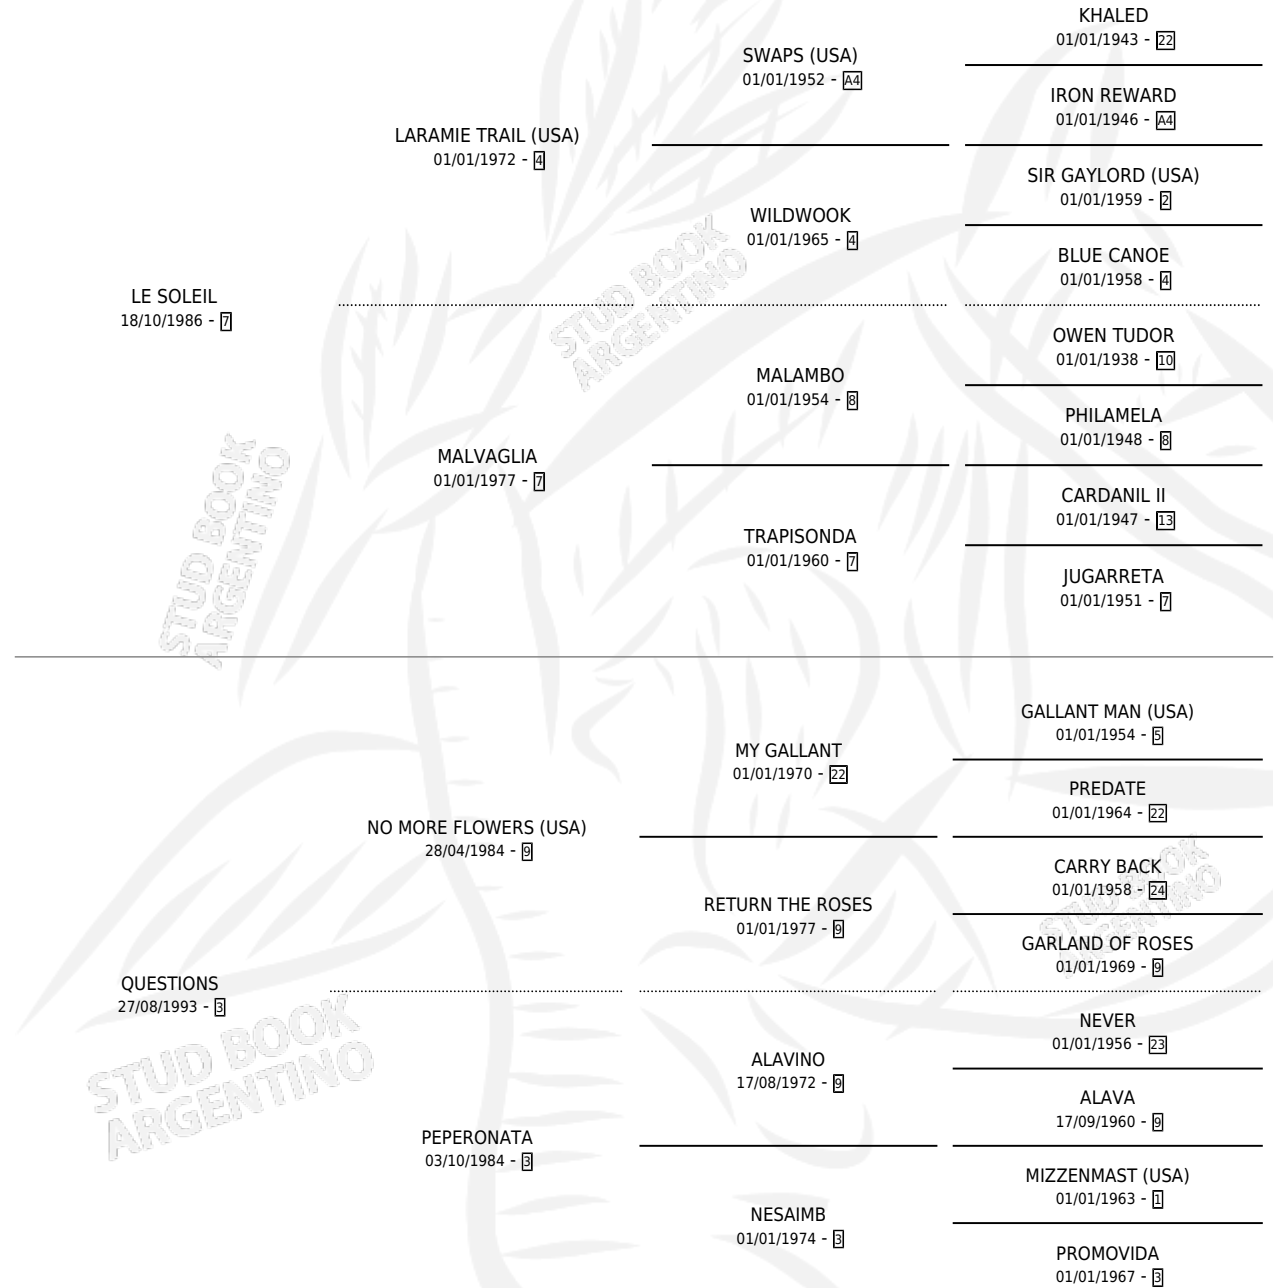 KHALED
01/01/1943 - 22
SWAPS (USA)
01/01/1952 - A4
IRON REWARD
01/01/1946 - A4
LARAMIE TRAIL (USA)
01/01/1972 - 4
SIR GAYLORD (USA)
01/01/1959 - 2
WILDWOOK
01/01/1965 - 4
BLUE CANOE
01/01/1958 - 4
LE SOLEIL
18/10/1986 - 7
STUD BOOK
ARGENTINO
OWEN TUDOR
01/01/1938 - 10
MALAMBO
01/01/1954 - 8
PHILAMELA
01/01/1948 - 8
MALVAGLIA
01/01/1977 - 7
CARDANIL II
01/01/1947 - 13
TRAPISONDA
01/01/1960 - 7
JUGARRETA
01/01/1951 - 7
STUD BOOK
ARGENTINO
GALLANT MAN (USA)
01/01/1954 - 5
MY GALLANT
01/01/1970 - 22
PREDATE
01/01/1964 - 22
NO MORE FLOWERS (USA)
28/04/1984 - 9
CARRY BACK
01/01/1958 - 24
RETURN THE ROSES
01/01/1977 - 9
GARLAND OF ROSES
01/01/1969 - 9
STUD BOOK
ARGENTINO
QUESTIONS
27/08/1993 - 3
NEVER
01/01/1956 - 23
ALAVINO
17/08/1972 - 9
ALAVA
17/09/1960 - 9
STUD BOOK
ARGENTINO
PEPERONATA
03/10/1984 - 3
MIZZENMAST (USA)
01/01/1963 - 1
NESAIMB
01/01/1974 - 3
PROMOVIDA
01/01/1967 - 3